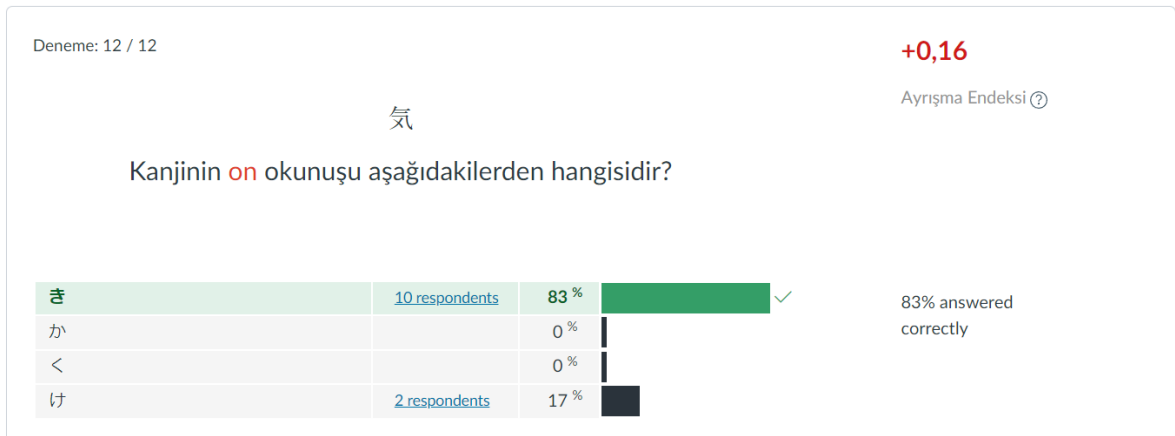 Deneme: 12 / 12
+0,16
Ayrışma Endeksi ?
気
Kanjinin on okunuşu aşağıdakilerden hangisidir?
き 10 respondents 83 %
か 0 %
く 0 %
け 2 respondents 17 %
83% answered
correctly